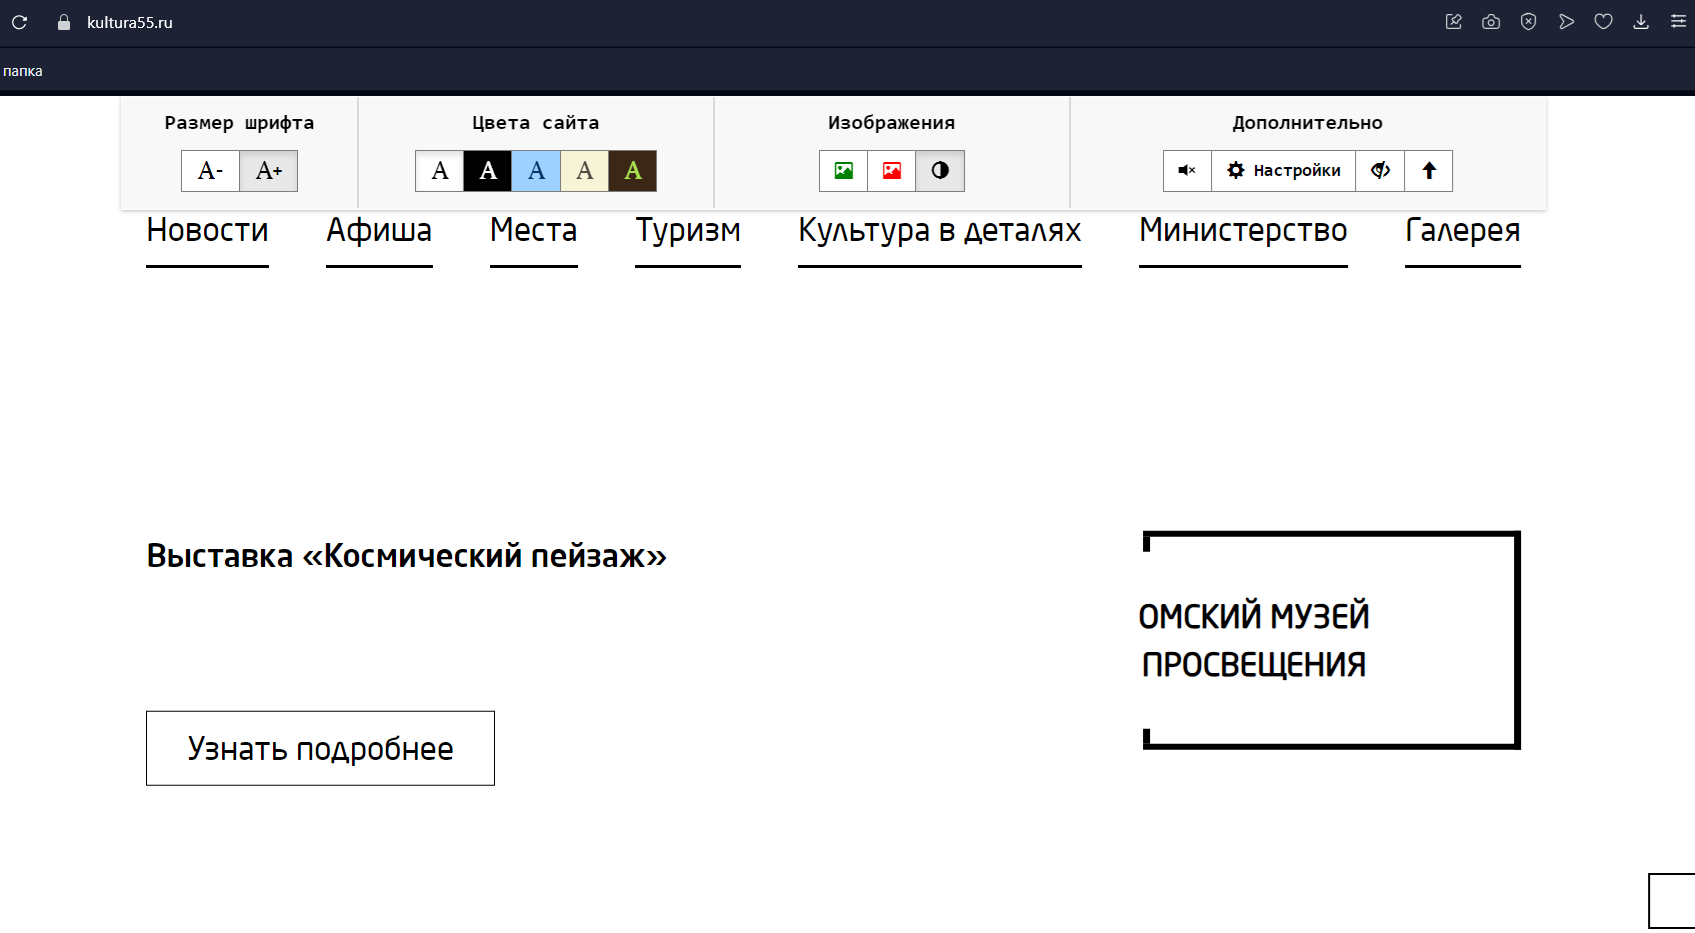 kultura55.ru
папка
Размер шрифта
Цвета сайта
Изображения
Дополнительно
A- A+
A A A A A
Настройки
Новости Афиша Места Туризм Культура в деталях Министерство Галерея
Выставка «Космический пейзаж»
ОМСКИЙ МУЗЕЙ
ПРОСВЕЩЕНИЯ
Узнать подробнее